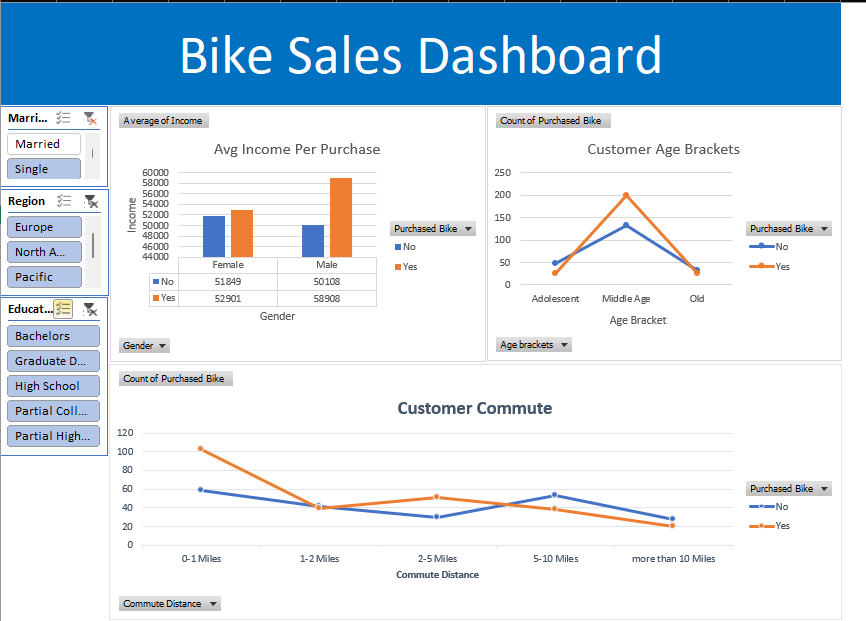 Bike Sales Dashboard
Marri...
Married
Single
Region
Europe
North A...
Pacific
Educat...
Bachelors
Graduate D...
High School
Partial Coll...
Partial High...
Average of Income
Avg Income Per Purchase
Income
60000
58000
56000
54000
52000
50000
48000
46000
44000
Female Male
No 51849 50108
Yes 52901 58908
Gender
Purchased Bike
No
Yes
Gender
Count of Purchased Bike
Customer Age Brackets
250
200
150
100
50
0
Adolescent Middle Age Old
Age Bracket
Purchased Bike
No
Yes
Age brackets
Count of Purchased Bike
Customer Commute
120
100
80
60
40
20
0
0-1 Miles 1-2 Miles 2-5 Miles 5-10 Miles more than 10 Miles
Commute Distance
Purchased Bike
No
Yes
Commute Distance